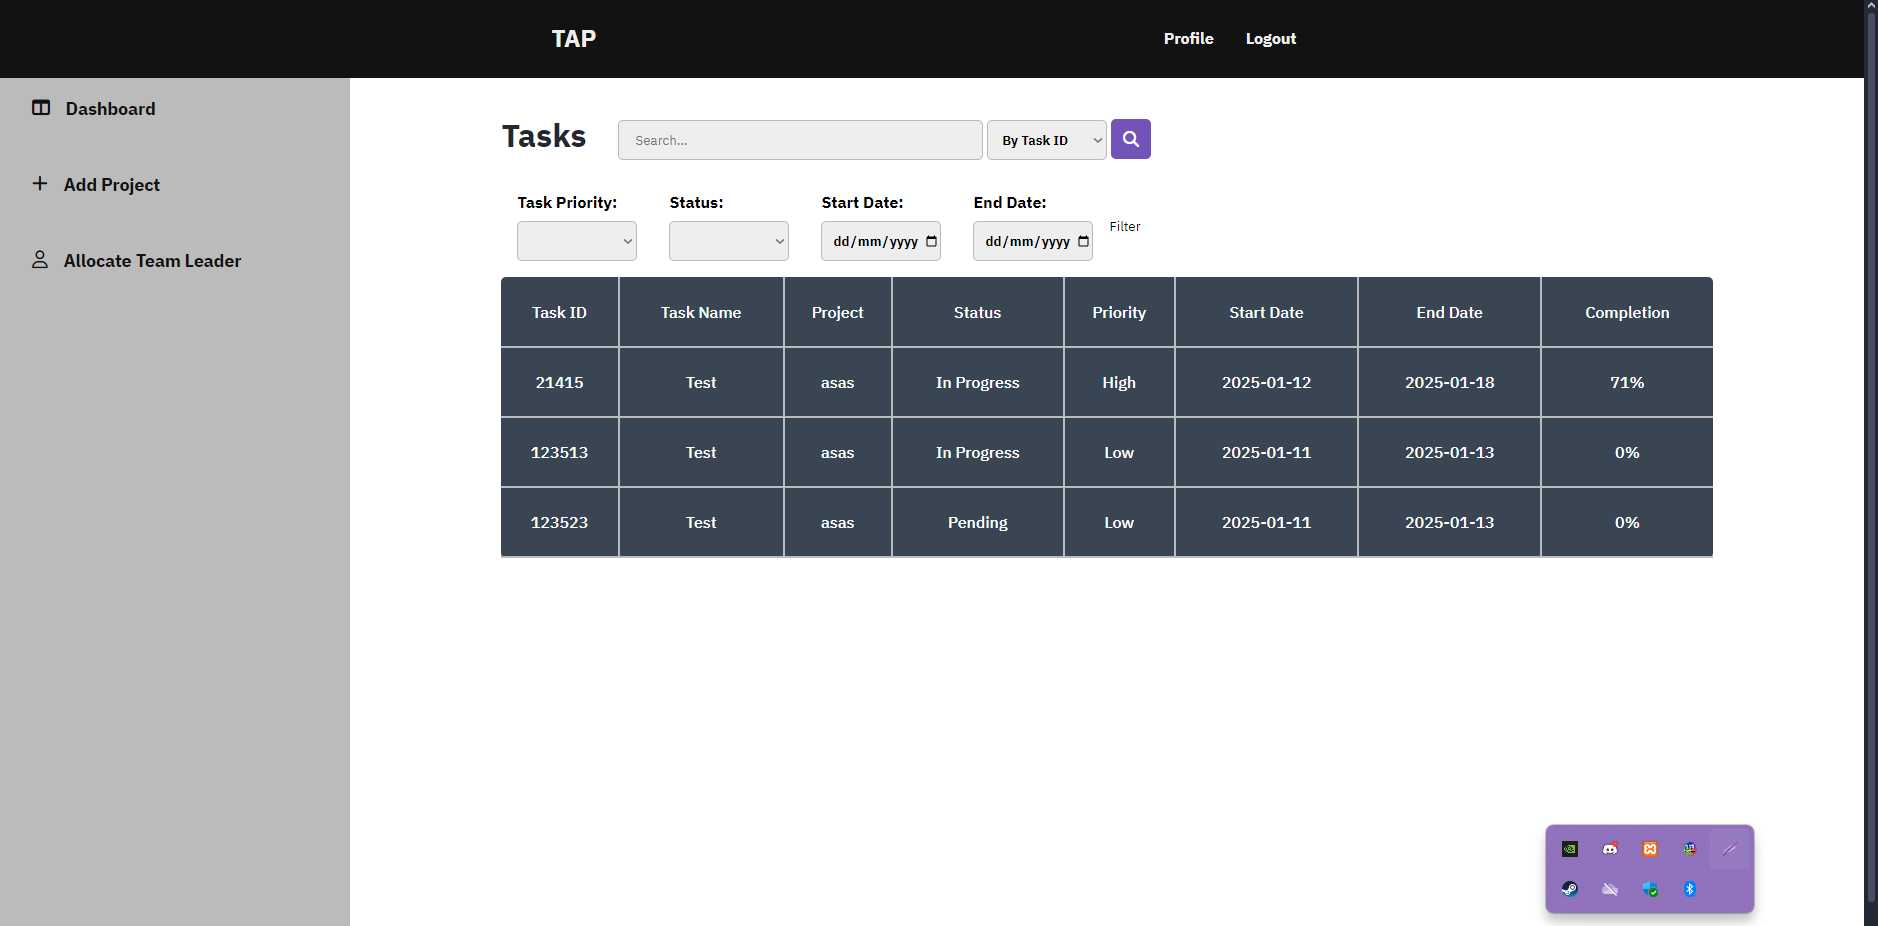 TAP
Profile Logout
Dashboard
Add Project
Allocate Team Leader
Tasks
Search...
By Task ID
Task Priority: Status: Start Date: End Date:
dd/mm/yyyy dd/mm/yyyy Filter
Task ID Task Name Project Status Priority Start Date End Date Completion
21415 Test asas In Progress High 2025-01-12 2025-01-18 71%
123513 Test asas In Progress Low 2025-01-11 2025-01-13 0%
123523 Test asas Pending Low 2025-01-11 2025-01-13 0%